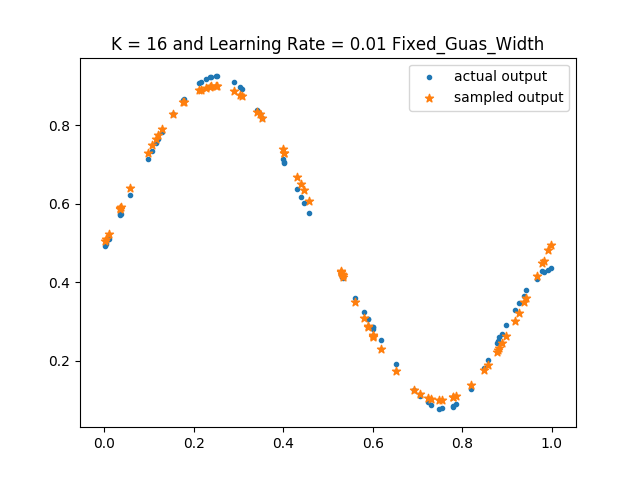 K = 16 and Learning Rate = 0.01 Fixed_Guas_Width
actual output
sampled output
0.8
0.6
0.4
0.2
0.0 0.2 0.4 0.6 0.8 1.0